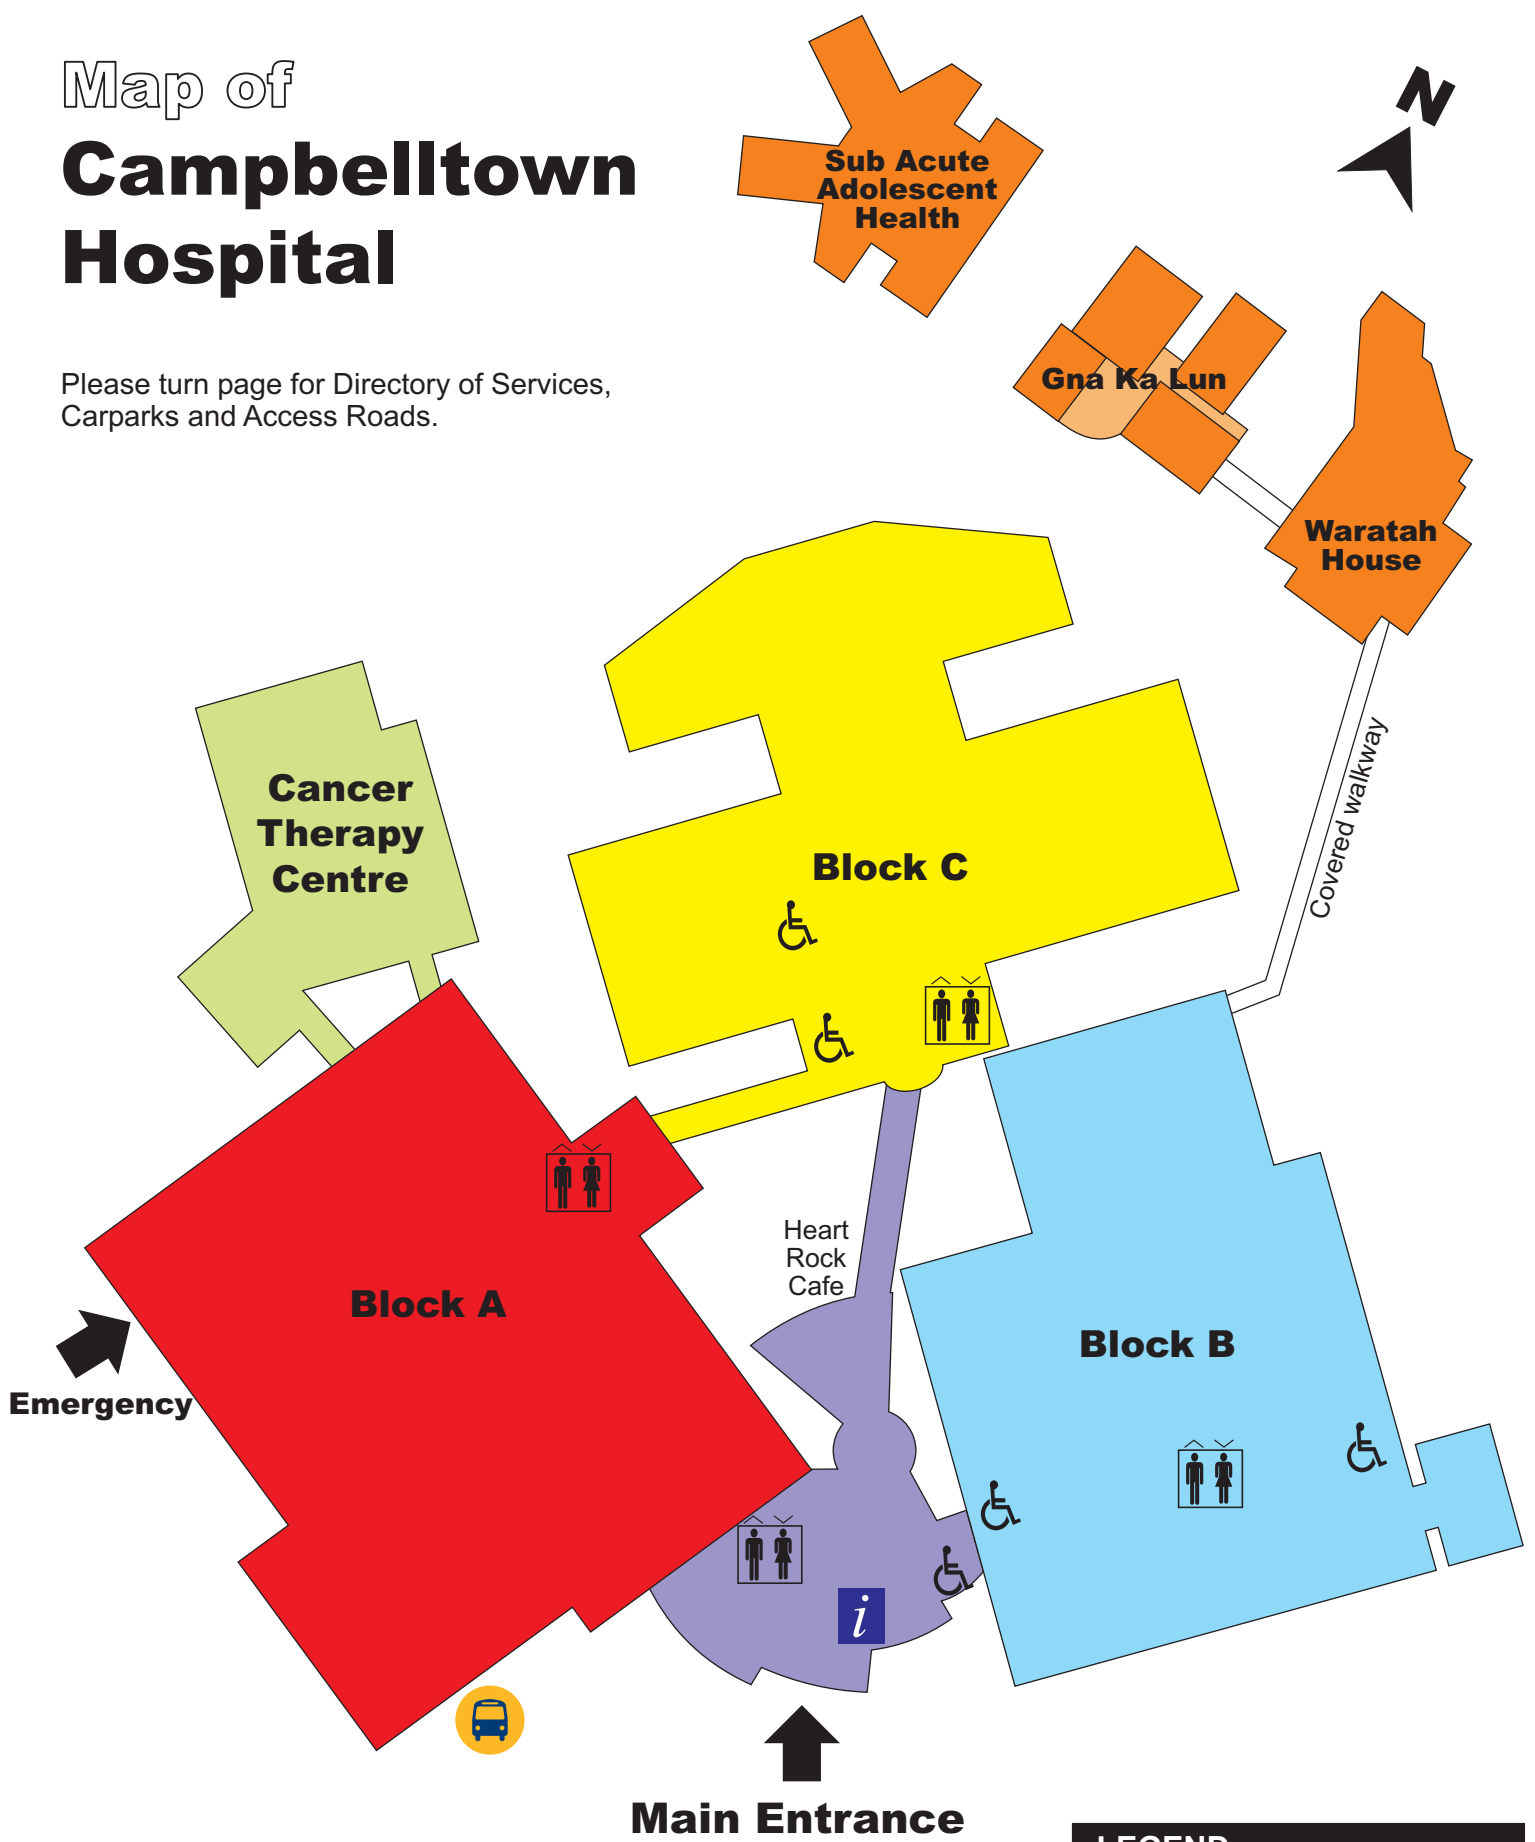 Map of
Campbelltown
Hospital
Please turn page for Directory of Services,
Carparks and Access Roads.
N
Sub Acute
Adolescent
Health
Gna Ka Lun
Waratah
House
Covered walkway
Cancer
Therapy
Centre
Block C
Heart
Rock
Cafe
Block A
Block B
Emergency
i
Main Entrance
LEGEND